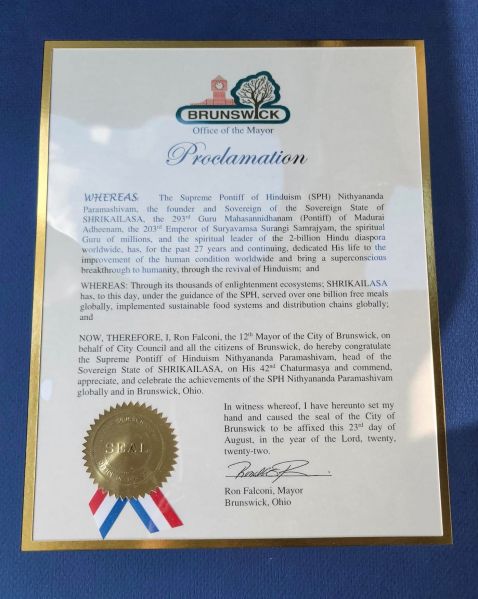 BRUNSWICK
Office of the Mayor
Proclamation
WHEREAS The Supreme Pontiff of Hinduism (SPH) Nithyananda
Paramashivam, the founder and Sovereign of the Sovereign State of
SHRIKAILASA, the 293rd Guru Mahasannidhanam (Pontiff) of Madurai
Adheenam, the 203rd Emperor of Suryavamsa Surangi Samrajyam, the spiritual
Guru of millions, and the spiritual leader of the 2-billion Hindu diaspora
worldwide, has, for the past 27 years and continuing, dedicated His life to the
improvement of the human condition worldwide and bring a superconscious
breakthrough to humanity, through the revival of Hinduism; and
WHEREAS: Through its thousands of enlightenment ecosystems; SHRIKAILASA
has, to this day, under the guidance of the SPH, served over one billion free meals
globally, implemented sustainable food systems and distribution chains globally;
and
NOW, THEREFORE, I, Ron Falconi, the 12th Mayor of the City of Brunswick, on
behalf of City Council and all the citizens of Brunswick, do hereby congratulate
the Supreme Pontiff of Hinduism Nithyananda Paramashivam, head of the
Sovereign State of SHRIKAILASA, on His 42nd Chaturmasya and commend,
appreciate, and celebrate the achievements of the SPH Nithyananda Paramashivam
globally and in Brunswick, Ohio.
In witness whereof, I have hereunto set my
hand and caused the seal of the City of
Brunswick to be affixed this 23rd day of
August, in the year of the Lord, twenty,
twenty-two.
Ron Falconi, Mayor
Brunswick, Ohio
SEAL